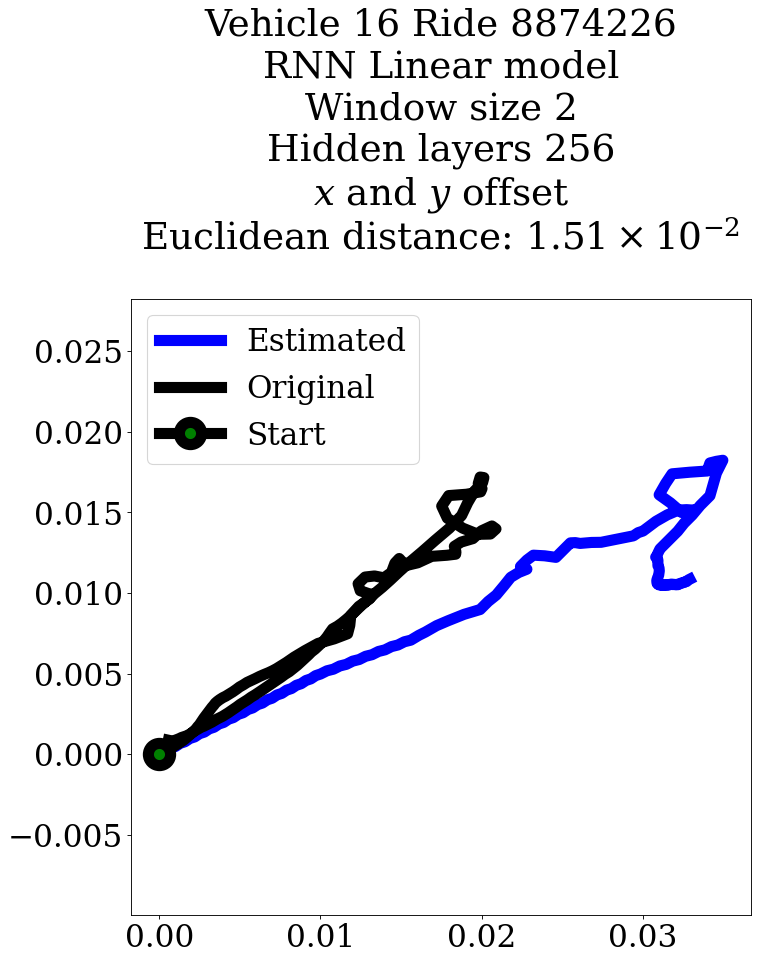 Vehicle 16 Ride 8874226
RNN Linear model
Window size 2
Hidden layers 256
x and y offset
Euclidean distance: 1.51 × 10⁻²
Estimated
Original
Start
0.025
0.020
0.015
0.010
0.005
0.000
−0.005
0.00 0.01 0.02 0.03